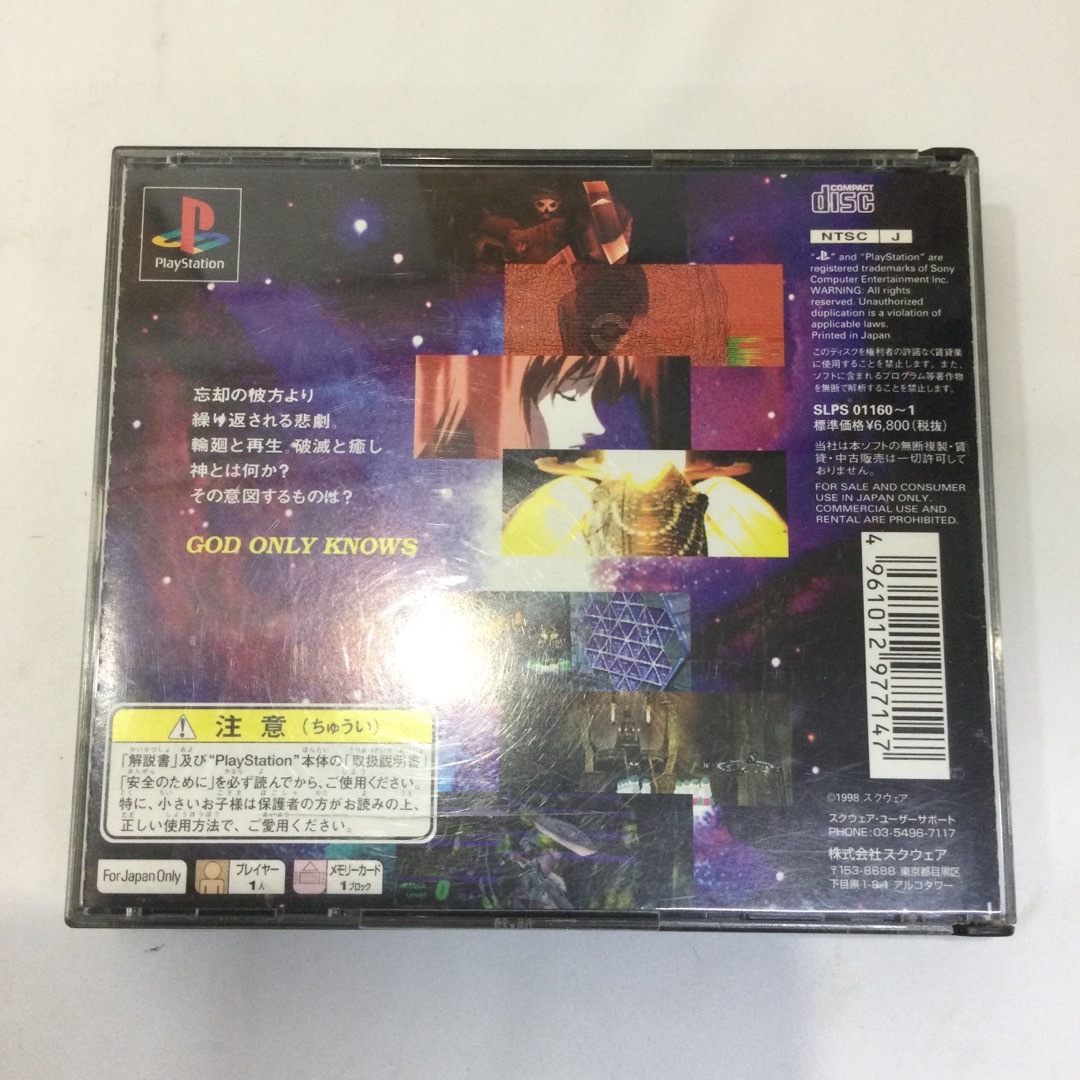 PlayStation
忘却の彼方より
繰り返される悲劇。
輪廻と再生。破滅と癒し。
神とは何か?
その意図するものは?
GOD ONLY KNOWS
COMPACT
disc
NTSC J
"PS" and "PlayStation" are
registered trademarks of Sony
Computer Entertainment Inc.
WARNING: All rights
reserved. Unauthorized
duplication is a violation of
applicable laws.
Printed in Japan
このディスクを権利者の許諾なく賃貸業
に使用することを禁止します。また、
ソフトに含まれるプログラム等著作物
を無断で解析することを禁止します。
SLPS 01160~1
標準価格¥6,800(税抜)
当社は本ソフトの無断複製・賃
貸・中古販売は一切許可して
おりません。
FOR SALE AND CONSUMER
USE IN JAPAN ONLY.
COMMERCIAL USE AND
RENTAL ARE PROHIBITED.
4 961012 977147
©1998 スクウェア
スクウェア・ユーザーサポート
PHONE: 03-5496-7117
株式会社スクウェア
〒153-8688 東京都目黒区
下目黒1-8-1 アルコタワー
注意(ちゅうい)
「解説書」及び"PlayStation"本体の「取扱説明書」
「安全のために」を必ず読んでから、ご使用ください。
特に、小さいお子様は保護者の方がお読みの上、
正しい使用方法で、ご愛用ください。
For Japan Only
プレイヤー
1人
メモリーカード
1ブロック
Level 0